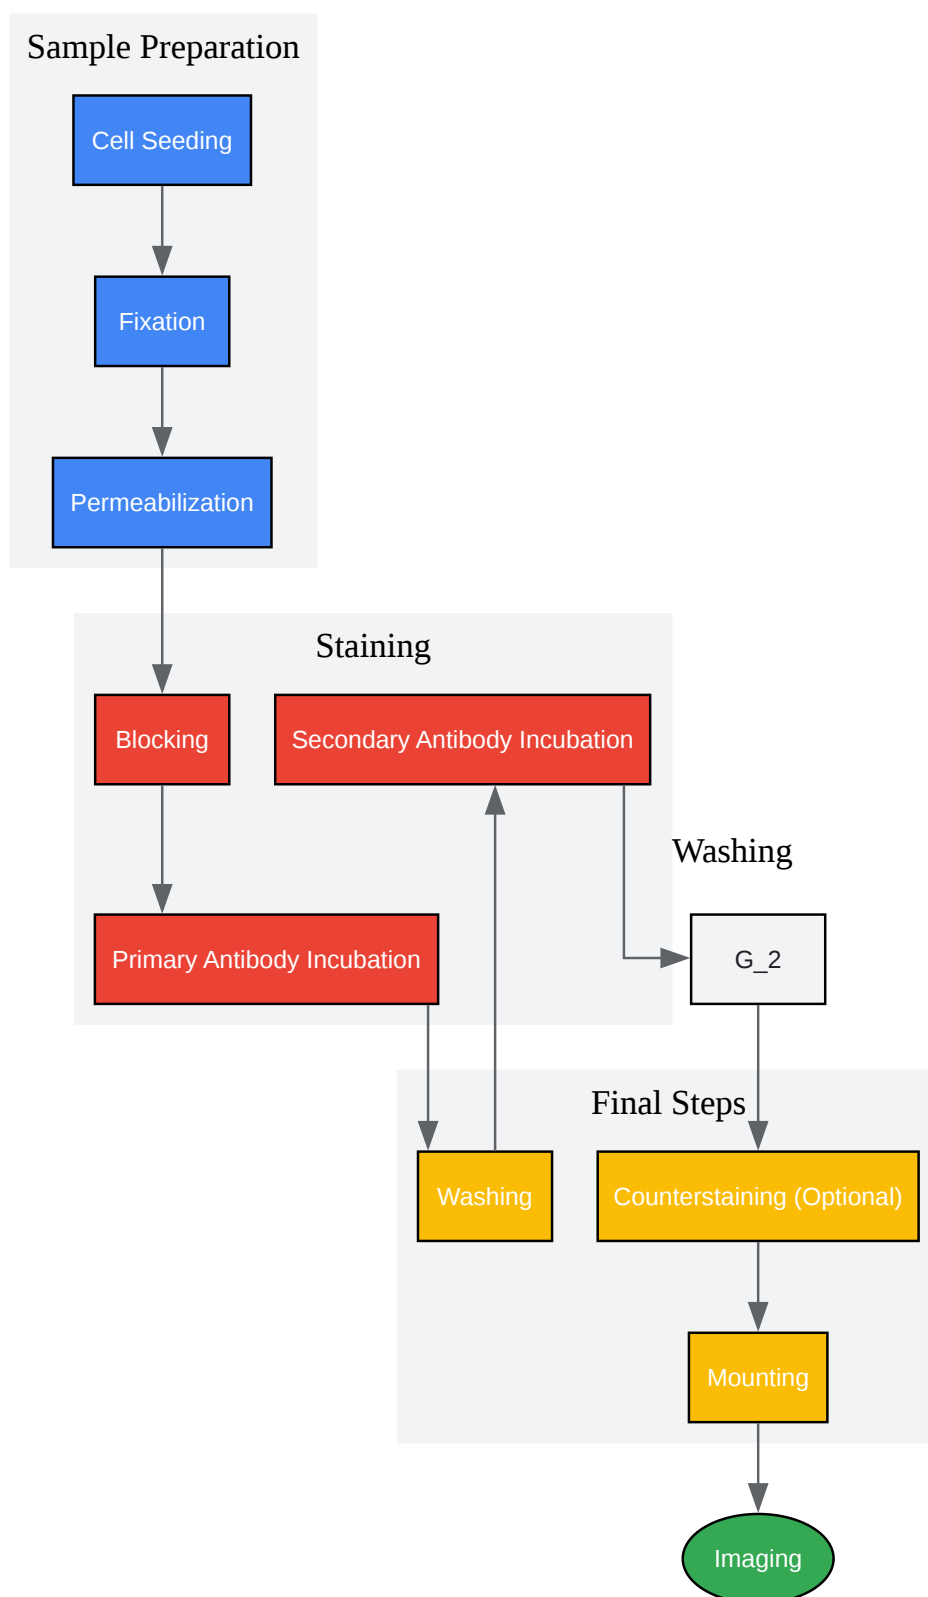 Sample Preparation
Cell Seeding
Fixation
Permeabilization
Staining
Blocking
Secondary Antibody Incubation
Washing
Primary Antibody Incubation
G_2
Final Steps
Washing
Counterstaining (Optional)
Mounting
Imaging